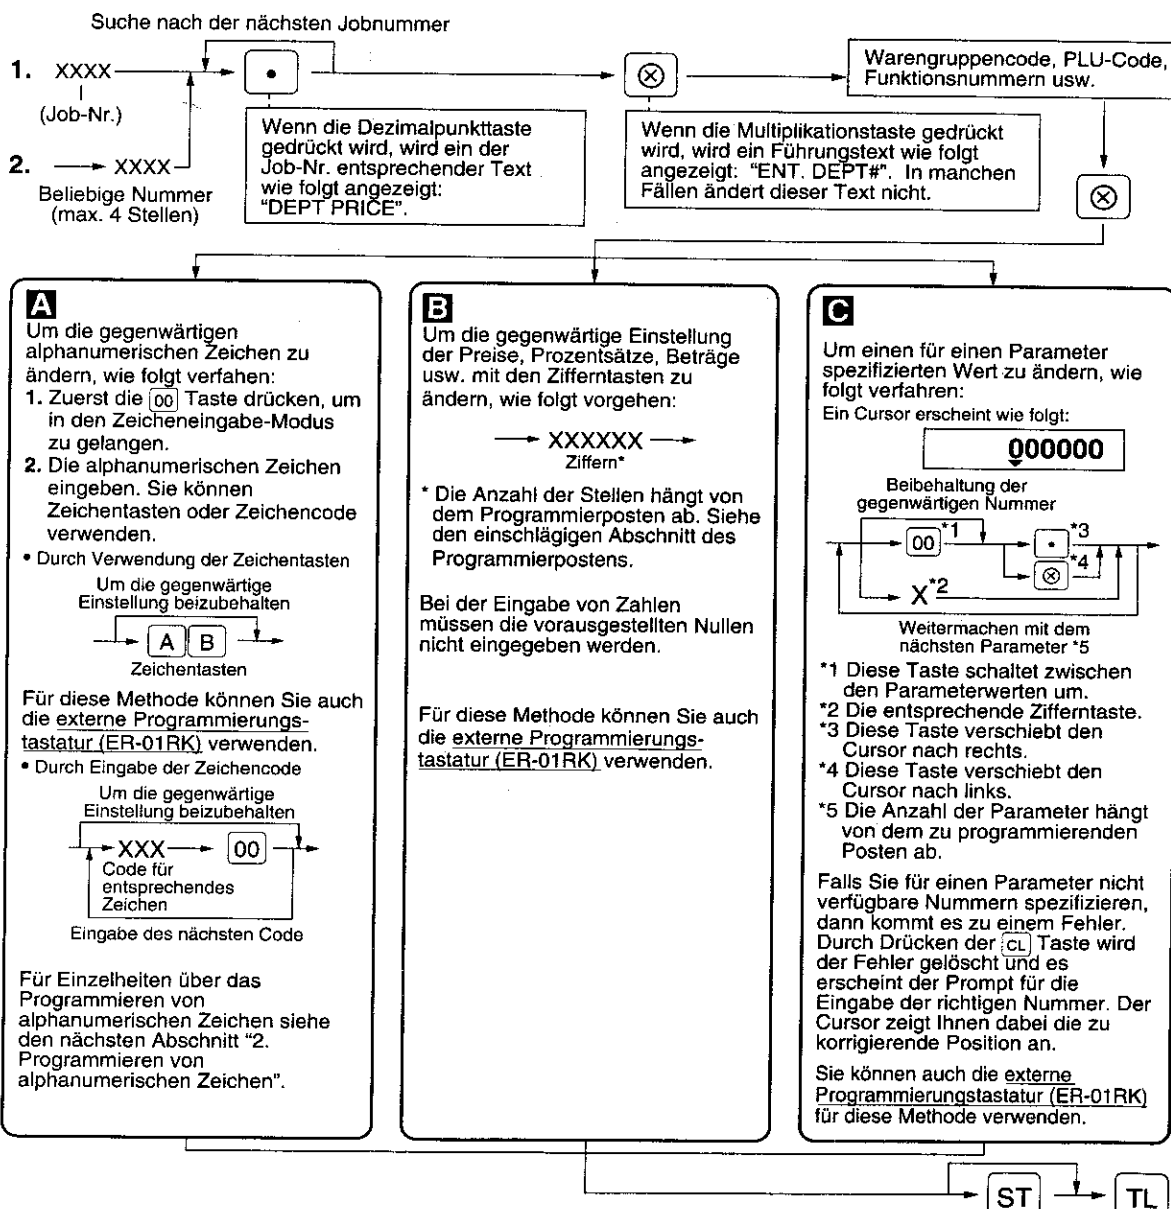 Suche nach der nächsten Jobnummer
1. XXXX
(Job-Nr.)
•
⊗
Warengruppencode, PLU-Code,
Funktionsnummern usw.
Wenn die Dezimalpunkttaste
gedrückt wird, wird ein der
Job-Nr. entsprechender Text
wie folgt angezeigt:
"DEPT PRICE".
Wenn die Multiplikationstaste gedrückt
wird, wird ein Führungstext wie folgt
angezeigt: "ENT. DEPT#". In manchen
Fällen ändert dieser Text nicht.
2. XXXX
Beliebige Nummer
(max. 4 Stellen)
⊗
A
Um die gegenwärtigen
alphanumerischen Zeichen zu
ändern, wie folgt verfahen:
1. Zuerst die 00 Taste drücken, um
in den Zeicheneingabe-Modus
zu gelangen.
2. Die alphanumerischen Zeichen
eingeben. Sie können
Zeichentasten oder Zeichencode
verwenden.
• Durch Verwendung der Zeichentasten
Um die gegenwärtige
Einstellung beizubehalten
A B
Zeichentasten
Für diese Methode können Sie auch
die externe Programmierungs-
tastatur (ER-01RK) verwenden.
• Durch Eingabe der Zeichencode
Um die gegenwärtige
Einstellung beizubehalten
XXX 00
Code für
entsprechendes
Zeichen
Eingabe des nächsten Code
Für Einzelheiten über das
Programmieren von
alphanumerischen Zeichen siehe
den nächsten Abschnitt "2.
Programmieren von
alphanumerischen Zeichen".
B
Um die gegenwärtige Einstellung
der Preise, Prozentsätze, Beträge
usw. mit den Zifferntasten zu
ändern, wie folgt vorgehen:
XXXXXX
Ziffern*
* Die Anzahl der Stellen hängt von
dem Programmierposten ab. Siehe
den einschlägigen Abschnitt des
Programmierpostens.
Bei der Eingabe von Zahlen
müssen die vorausgestellten Nullen
nicht eingegeben werden.
Für diese Methode können Sie auch
die externe Programmierungs-
tastatur (ER-01RK) verwenden.
C
Um einen für einen Parameter
spezifizierten Wert zu ändern, wie
folgt verfahren:
Ein Cursor erscheint wie folgt:
000000
Beibehaltung der
gegenwärtigen Nummer
00 *1 • *3
⊗ *4
X*2
Weitermachen mit dem
nächsten Parameter *5
*1 Diese Taste schaltet zwischen
den Parameterwerten um.
*2 Die entsprechende Zifferntaste.
*3 Diese Taste verschiebt den
Cursor nach rechts.
*4 Diese Taste verschiebt den
Cursor nach links.
*5 Die Anzahl der Parameter hängt
von dem zu programmierenden
Posten ab.
Falls Sie für einen Parameter nicht
verfügbare Nummern spezifizieren,
dann kommt es zu einem Fehler.
Durch Drücken der CL Taste wird
der Fehler gelöscht und es
erscheint der Prompt für die
Eingabe der richtigen Nummer. Der
Cursor zeigt Ihnen dabei die zu
korrigierende Position an.
Sie können auch die externe
Programmierungstastatur (ER-01RK)
für diese Methode verwenden.
ST TL